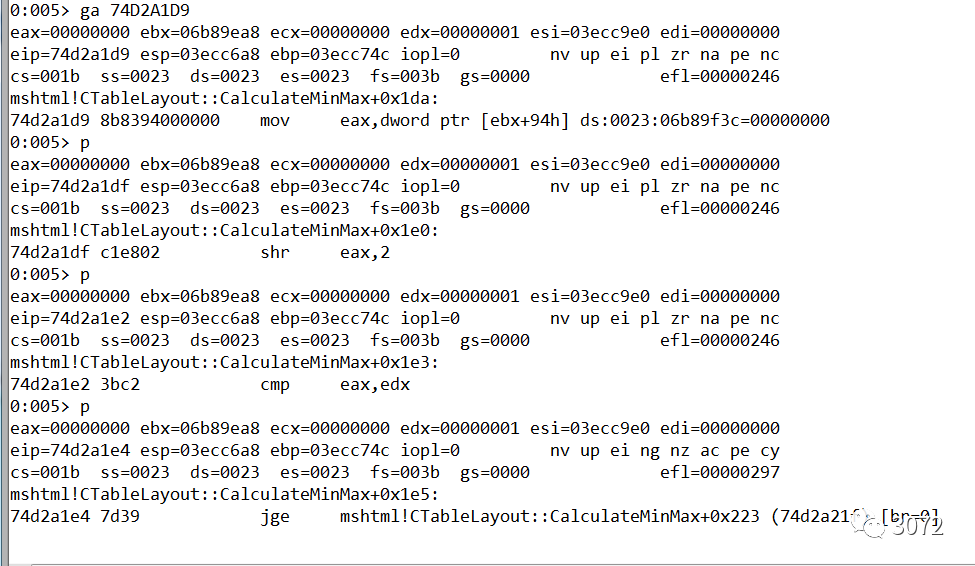 0:005> ga 74D2A1D9
eax=00000000 ebx=06b89ea8 ecx=00000000 edx=00000001 esi=03ecc9e0 edi=00000000
eip=74d2a1d9 esp=03ecc6a8 ebp=03ecc74c iopl=0         nv up ei pl zr na pe nc
cs=001b  ss=0023  ds=0023  es=0023  fs=003b  gs=0000             efl=00000246
mshtml!CTableLayout::CalculateMinMax+0x1da:
74d2a1d9 8b8394000000    mov     eax,dword ptr [ebx+94h] ds:0023:06b89f3c=00000000
0:005> p
eax=00000000 ebx=06b89ea8 ecx=00000000 edx=00000001 esi=03ecc9e0 edi=00000000
eip=74d2a1df esp=03ecc6a8 ebp=03ecc74c iopl=0         nv up ei pl zr na pe nc
cs=001b  ss=0023  ds=0023  es=0023  fs=003b  gs=0000             efl=00000246
mshtml!CTableLayout::CalculateMinMax+0x1e0:
74d2a1df c1e802          shr     eax,2
0:005> p
eax=00000000 ebx=06b89ea8 ecx=00000000 edx=00000001 esi=03ecc9e0 edi=00000000
eip=74d2a1e2 esp=03ecc6a8 ebp=03ecc74c iopl=0         nv up ei pl zr na pe nc
cs=001b  ss=0023  ds=0023  es=0023  fs=003b  gs=0000             efl=00000246
mshtml!CTableLayout::CalculateMinMax+0x1e3:
74d2a1e2 3bc2            cmp     eax,edx
0:005> p
eax=00000000 ebx=06b89ea8 ecx=00000000 edx=00000001 esi=03ecc9e0 edi=00000000
eip=74d2a1e4 esp=03ecc6a8 ebp=03ecc74c iopl=0         nv up ei ng nz ac pe cy
cs=001b  ss=0023  ds=0023  es=0023  fs=003b  gs=0000             efl=00000297
mshtml!CTableLayout::CalculateMinMax+0x1e5:
74d2a1e4 7d39            jge     mshtml!CTableLayout::CalculateMinMax+0x223 [br=0]
3072